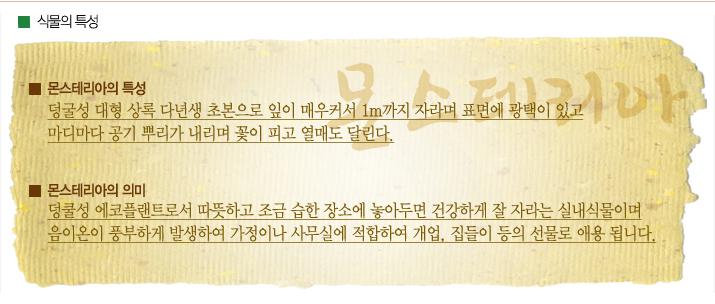 식물의 특성
몬스테리아
몬스테리아의 특성
덩굴성 대형 상록 다년생 초본으로 잎이 매우커서 1m까지 자라며 표면에 광택이 있고
마디마다 공기 뿌리가 내리며 꽃이 피고 열매도 달린다.
몬스테리아의 의미
덩쿨성 에코플랜트로서 따뜻하고 조금 습한 장소에 놓아두면 건강하게 잘 자라는 실내식물이며
음이온이 풍부하게 발생하여 가정이나 사무실에 적합하여 개업, 집들이 등의 선물로 애용 됩니다.